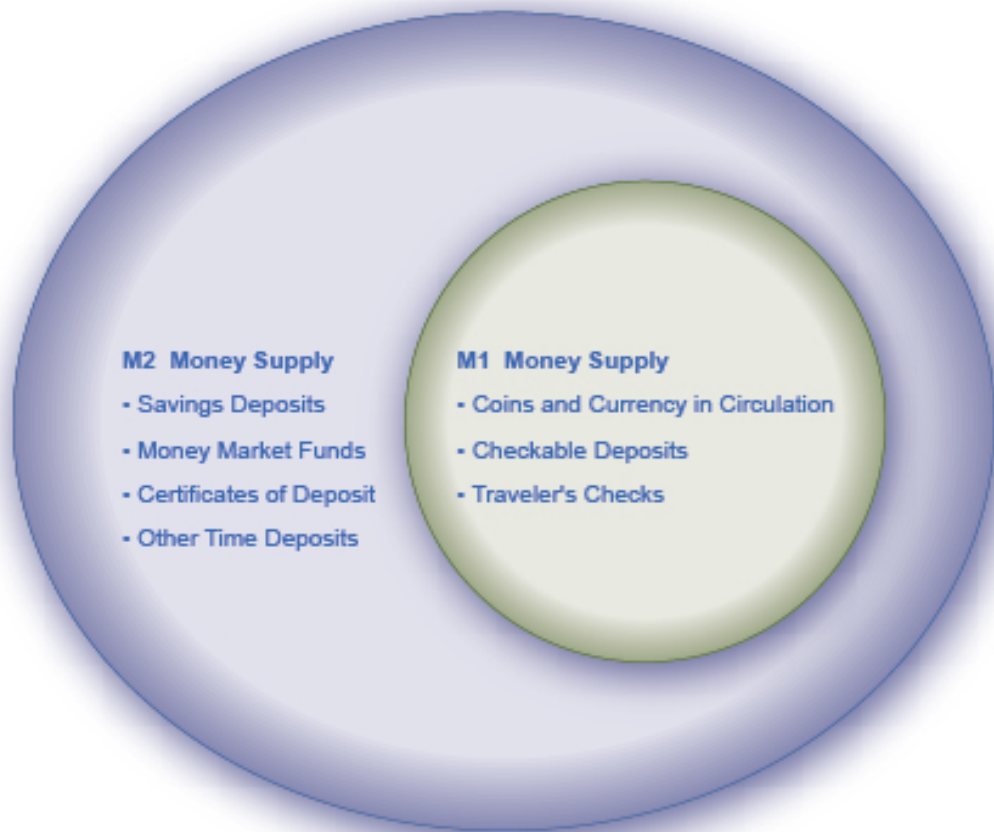 M2 Money Supply
- Savings Deposits
- Money Market Funds
- Certificates of Deposit
- Other Time Deposits
M1 Money Supply
- Coins and Currency in Circulation
- Checkable Deposits
- Traveler's Checks